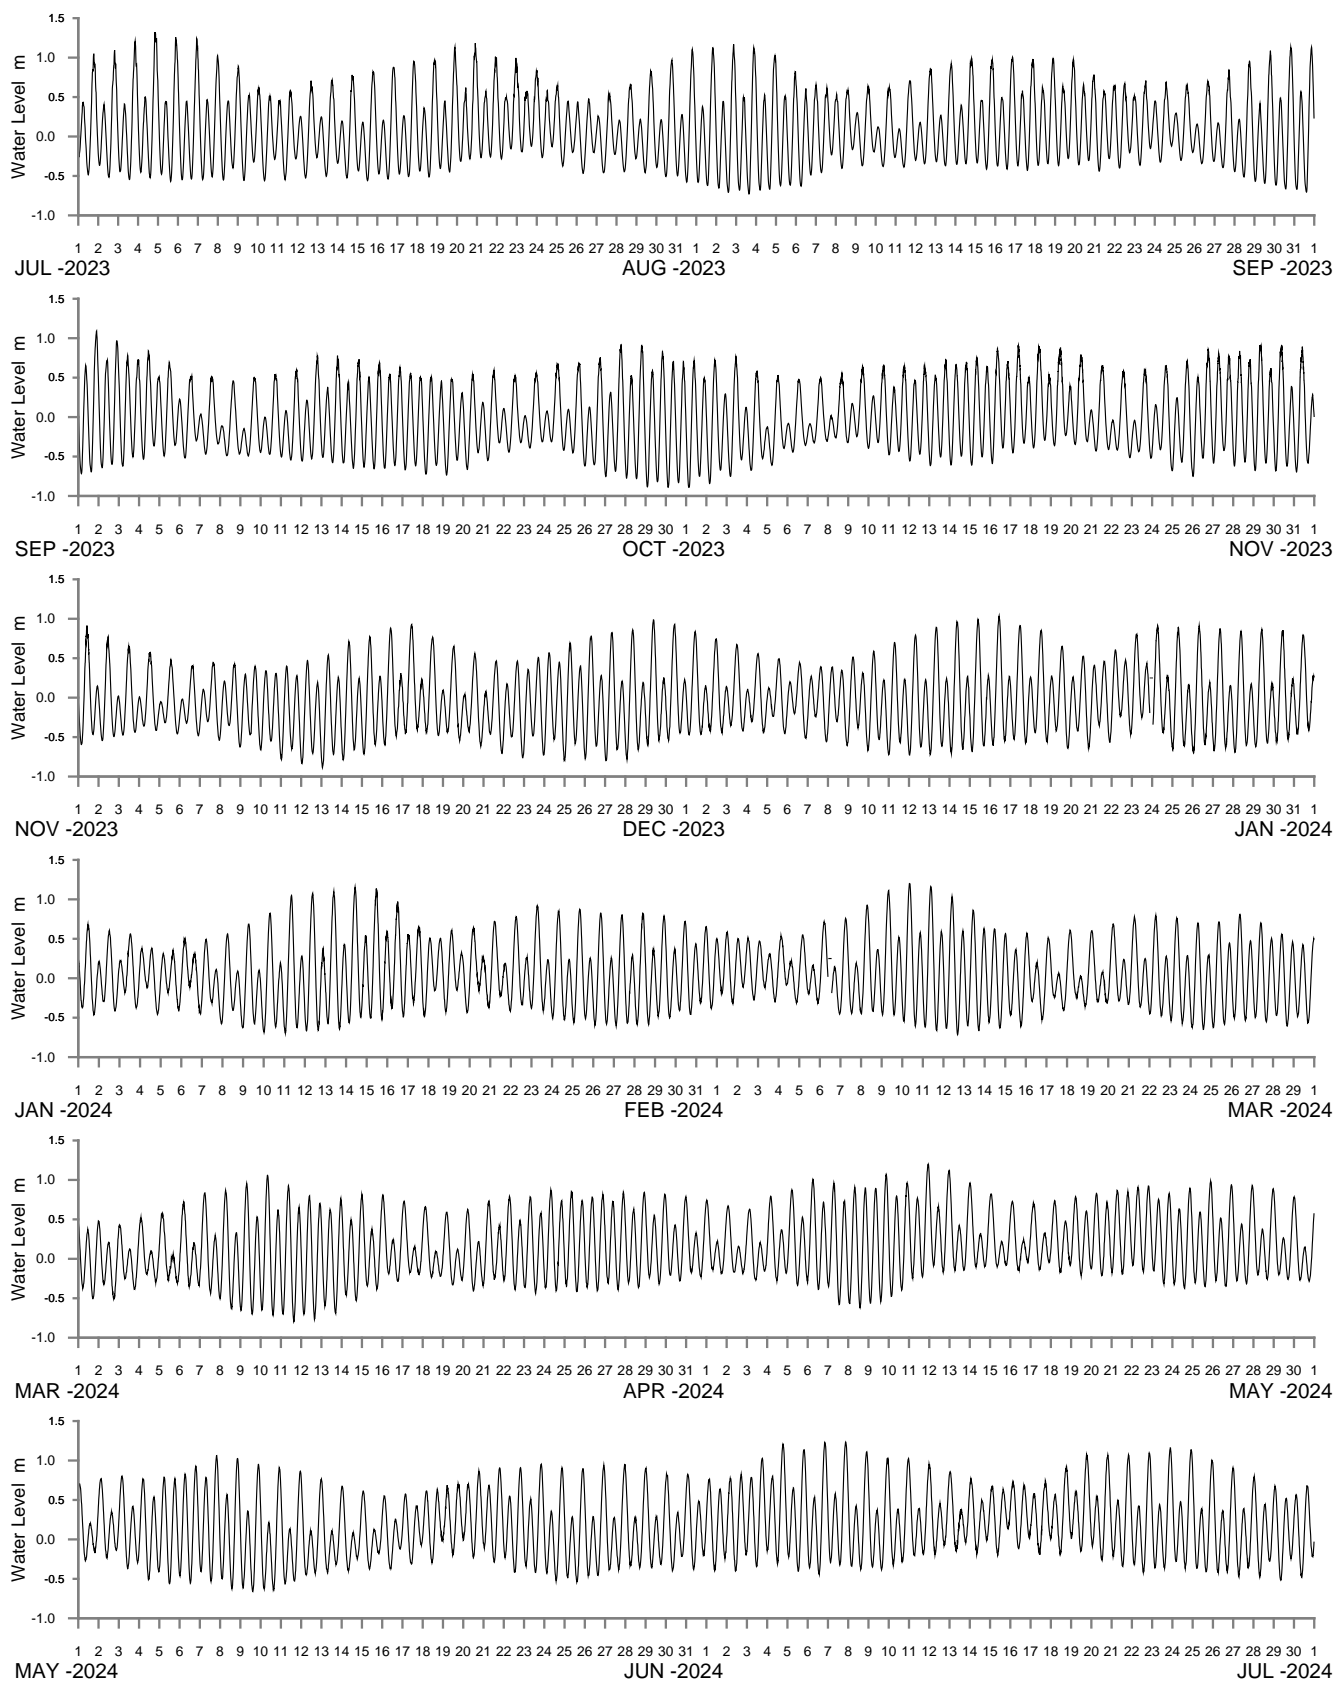 1.5
1.0
0.5
0.0
-0.5
-1.0
Water Level m
1 2 3 4 5 6 7 8 9 10 11 12 13 14 15 16 17 18 19 20 21 22 23 24 25 26 27 28 29 30 31 1 2 3 4 5 6 7 8 9 10 11 12 13 14 15 16 17 18 19 20 21 22 23 24 25 26 27 28 29 30 31 1
JUL -2023 AUG -2023 SEP -2023
1.5
1.0
0.5
0.0
-0.5
-1.0
Water Level m
1 2 3 4 5 6 7 8 9 10 11 12 13 14 15 16 17 18 19 20 21 22 23 24 25 26 27 28 29 30 1 2 3 4 5 6 7 8 9 10 11 12 13 14 15 16 17 18 19 20 21 22 23 24 25 26 27 28 29 30 31 1
SEP -2023 OCT -2023 NOV -2023
1.5
1.0
0.5
0.0
-0.5
-1.0
Water Level m
1 2 3 4 5 6 7 8 9 10 11 12 13 14 15 16 17 18 19 20 21 22 23 24 25 26 27 28 29 30 1 2 3 4 5 6 7 8 9 10 11 12 13 14 15 16 17 18 19 20 21 22 23 24 25 26 27 28 29 30 31 1
NOV -2023 DEC -2023 JAN -2024
1.5
1.0
0.5
0.0
-0.5
-1.0
Water Level m
1 2 3 4 5 6 7 8 9 10 11 12 13 14 15 16 17 18 19 20 21 22 23 24 25 26 27 28 29 30 31 1 2 3 4 5 6 7 8 9 10 11 12 13 14 15 16 17 18 19 20 21 22 23 24 25 26 27 28 29 1
JAN -2024 FEB -2024 MAR -2024
1.5
1.0
0.5
0.0
-0.5
-1.0
Water Level m
1 2 3 4 5 6 7 8 9 10 11 12 13 14 15 16 17 18 19 20 21 22 23 24 25 26 27 28 29 30 31 1 2 3 4 5 6 7 8 9 10 11 12 13 14 15 16 17 18 19 20 21 22 23 24 25 26 27 28 29 30 1
MAR -2024 APR -2024 MAY -2024
1.5
1.0
0.5
0.0
-0.5
-1.0
Water Level m
1 2 3 4 5 6 7 8 9 10 11 12 13 14 15 16 17 18 19 20 21 22 23 24 25 26 27 28 29 30 31 1 2 3 4 5 6 7 8 9 10 11 12 13 14 15 16 17 18 19 20 21 22 23 24 25 26 27 28 29 30 1
MAY -2024 JUN -2024 JUL -2024